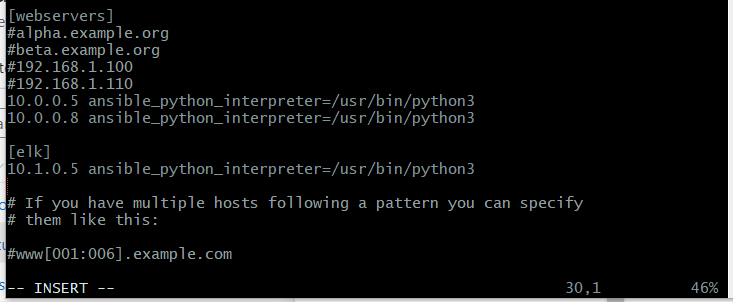 [webservers]
#alpha.example.org
#beta.example.org
#192.168.1.100
#192.168.1.110
10.0.0.5 ansible_python_interpreter=/usr/bin/python3
10.0.0.8 ansible_python_interpreter=/usr/bin/python3
[elk]
10.1.0.5 ansible_python_interpreter=/usr/bin/python3
# If you have multiple hosts following a pattern you can specify
# them like this:
#www[001:006].example.com
-- INSERT -- 30,1 46%